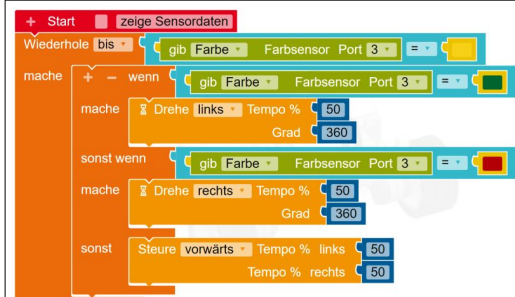 + Start zeige Sensordaten
Wiederhole bis gib Farbe Farbsensor Port 3 =
mache + − wenn gib Farbe Farbsensor Port 3 =
mache Drehe links Tempo % 50
Grad 360
sonst wenn gib Farbe Farbsensor Port 3 =
mache Drehe rechts Tempo % 50
Grad 360
sonst Steure vorwärts Tempo % links 50
Tempo % rechts 50